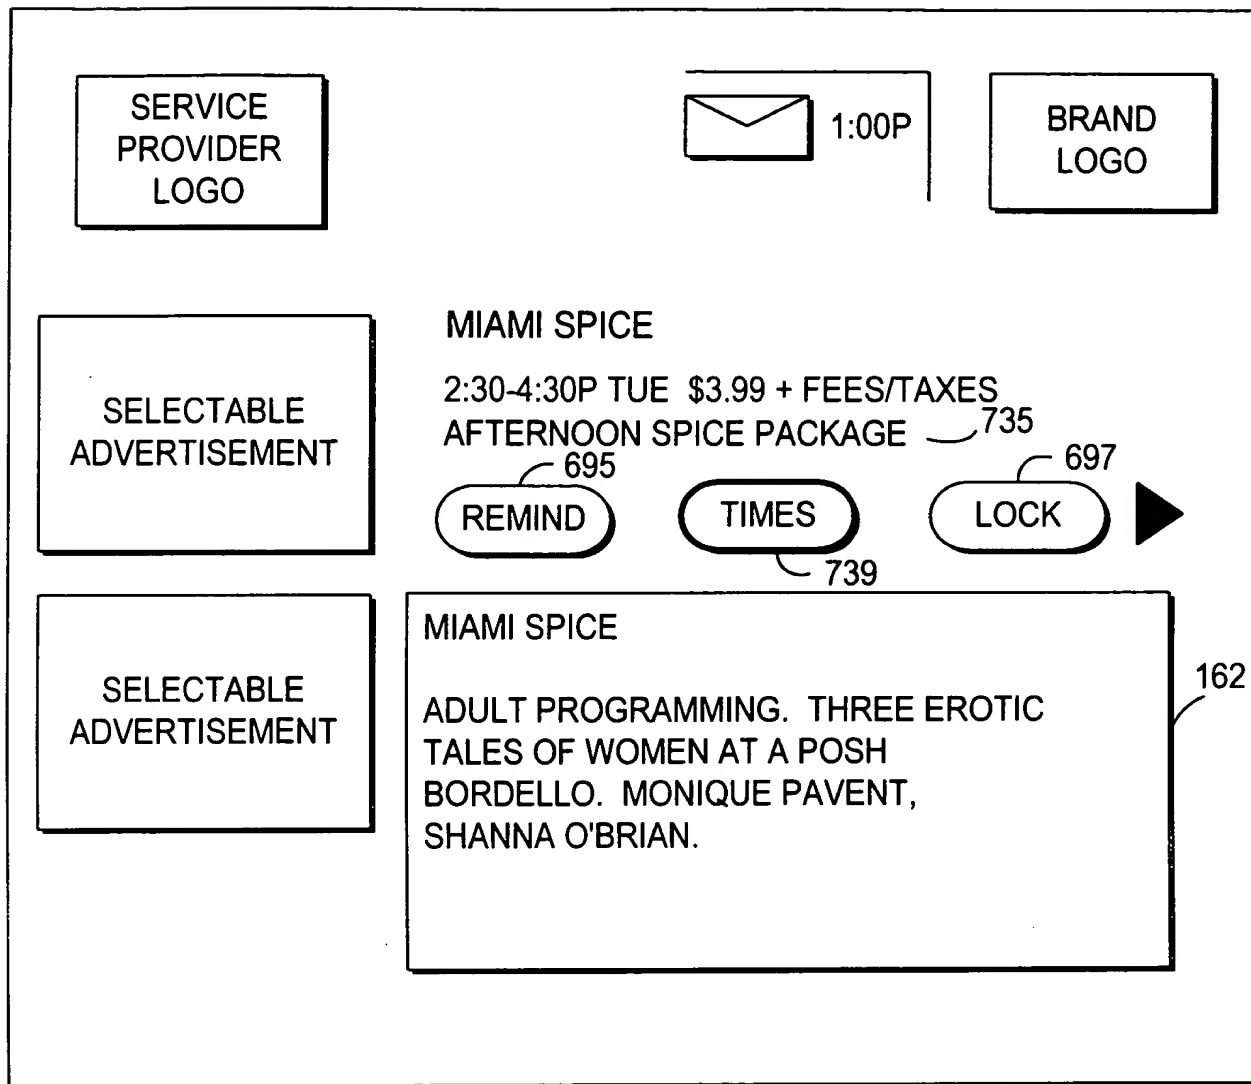 SERVICE
PROVIDER
LOGO
1:00P
BRAND
LOGO
SELECTABLE
ADVERTISEMENT
MIAMI SPICE
2:30-4:30P TUE $3.99 + FEES/TAXES
AFTERNOON SPICE PACKAGE 735
695
697
REMIND
TIMES
LOCK
739
SELECTABLE
ADVERTISEMENT
MIAMI SPICE
162
ADULT PROGRAMMING. THREE EROTIC
TALES OF WOMEN AT A POSH
BORDELLO. MONIQUE PAVENT,
SHANNA O'BRIAN.